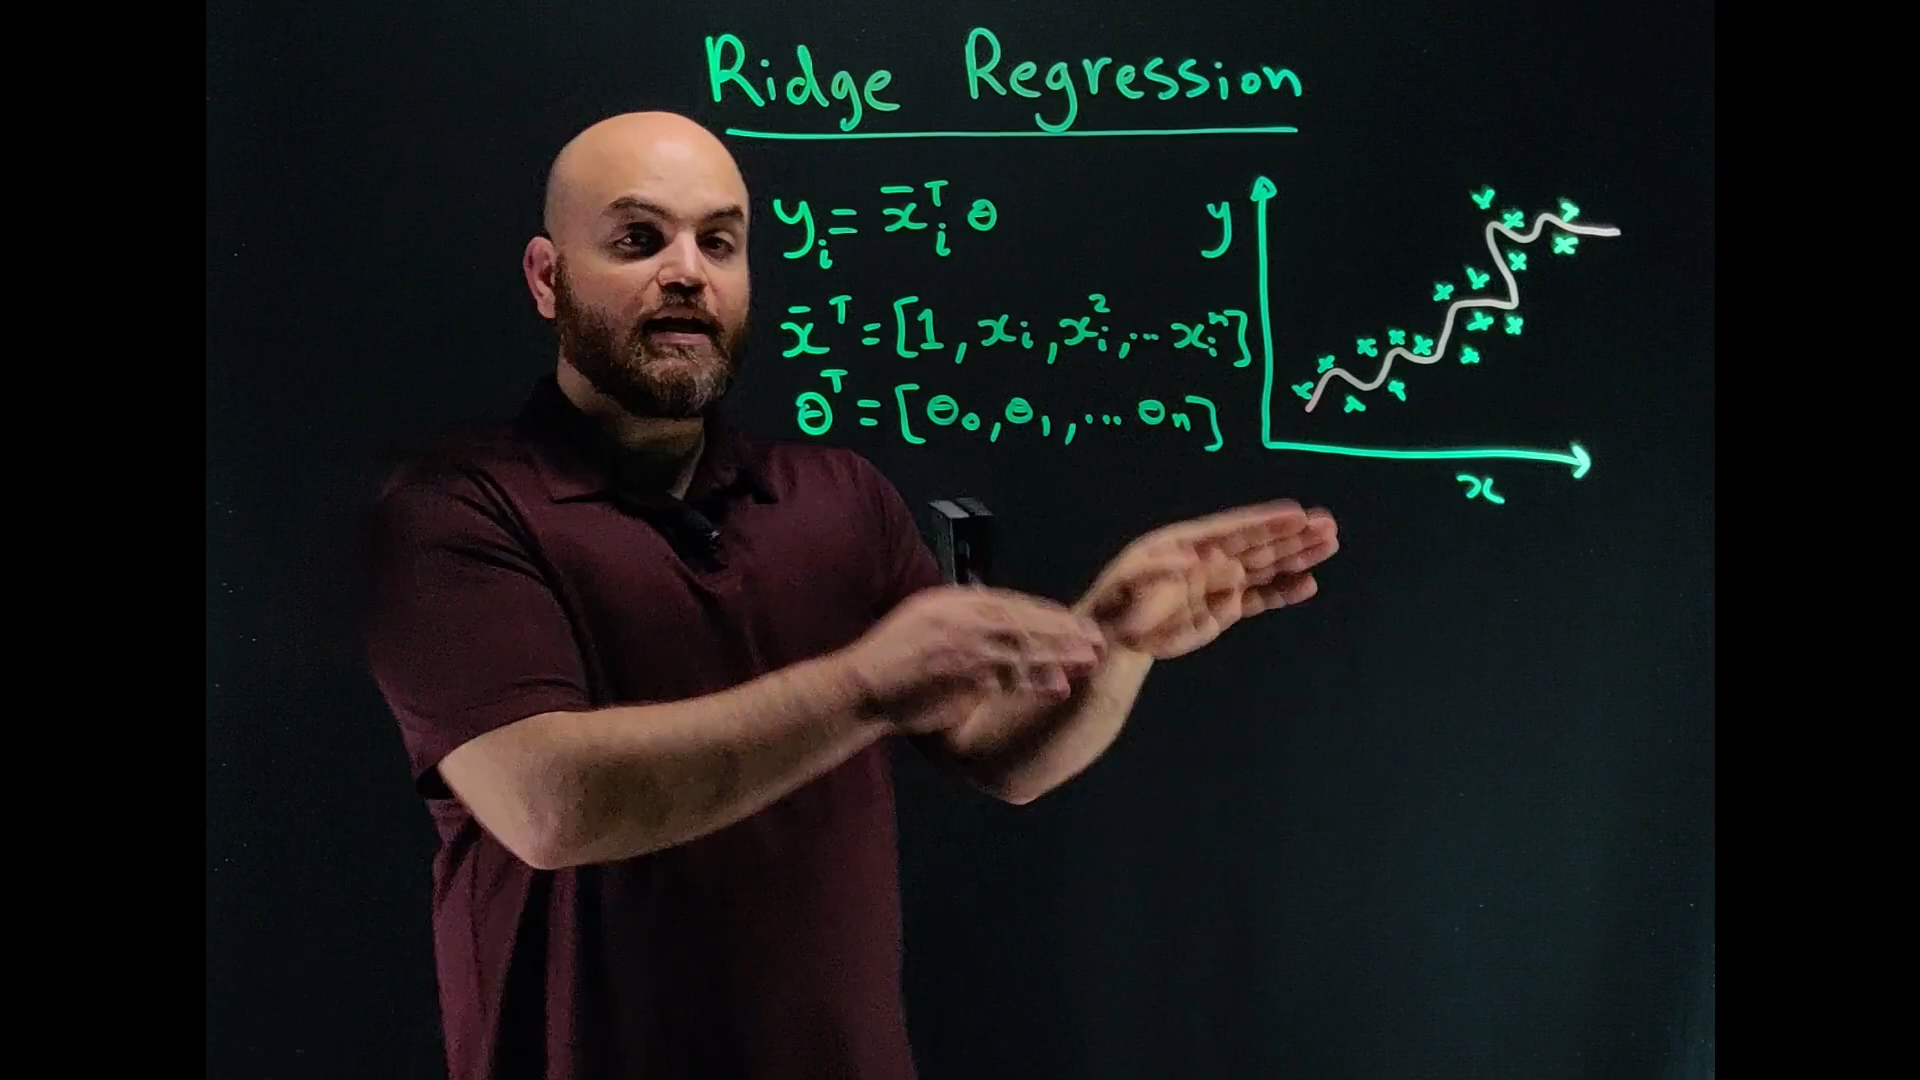 Ridge Regression
yᵢ = x̄ᵢᵀ θ
x̄ᵀ = [1, xᵢ, xᵢ², ... xᵢⁿ]
θᵀ = [θ₀, θ₁, ... θₙ]
y
x